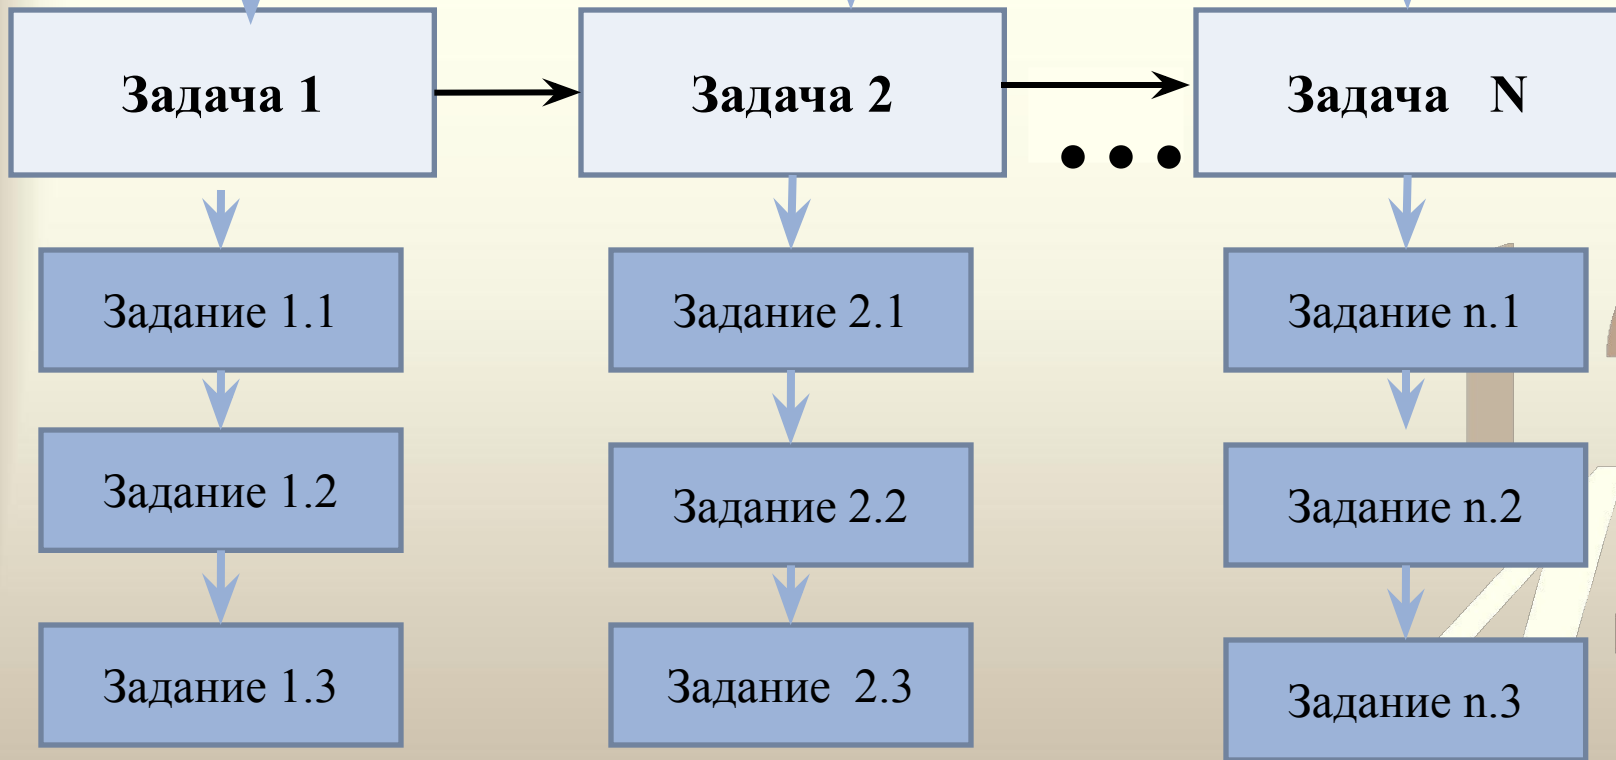 Задача 1
Задача 2
Задача N
• • •
Задание 1.1
Задание 2.1
Задание n.1
Задание 1.2
Задание 2.2
Задание n.2
Задание 1.3
Задание 2.3
Задание n.3